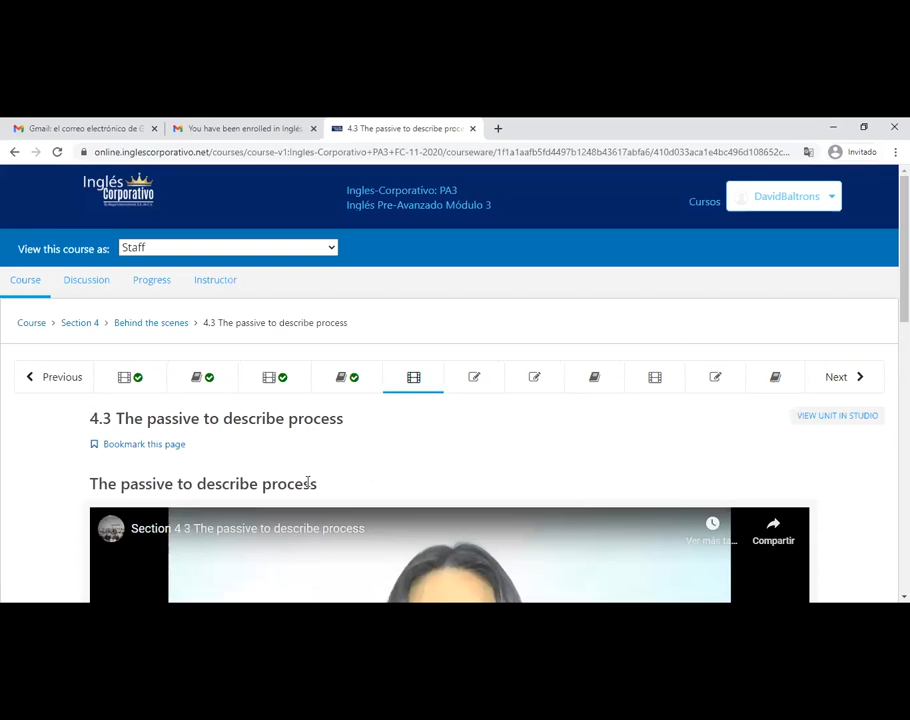 Gmail: el correo electrónico de G
You have been enrolled in Inglés
4.3 The passive to describe proce
online.inglescorporativo.net/courses/course-v1:Ingles-Corporativo+PA3+FC-11-2020/courseware/1f1a1aafb5fd4497b1248b43617abfa6/410d033aca1e4bc496d108652c...
Invitado
Inglés
Corporativo
Ingles-Corporativo: PA3
Inglés Pre-Avanzado Módulo 3
Cursos
DavidBaltrons
View this course as:
Staff
Course
Discussion
Progress
Instructor
Course > Section 4 > Behind the scenes > 4.3 The passive to describe process
Previous
Next
4.3 The passive to describe process
VIEW UNIT IN STUDIO
Bookmark this page
The passive to describe process
Section 4 3 The passive to describe process
Ver más ta...
Compartir